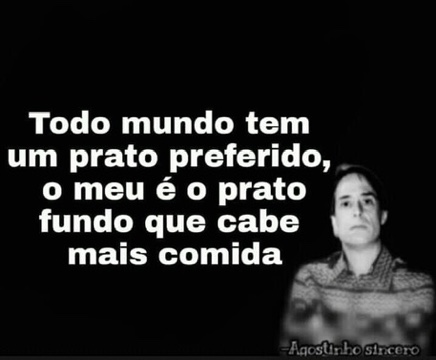 Todo mundo tem
um prato preferido,
o meu é o prato
fundo que cabe
mais comida
-Agostinho sincero